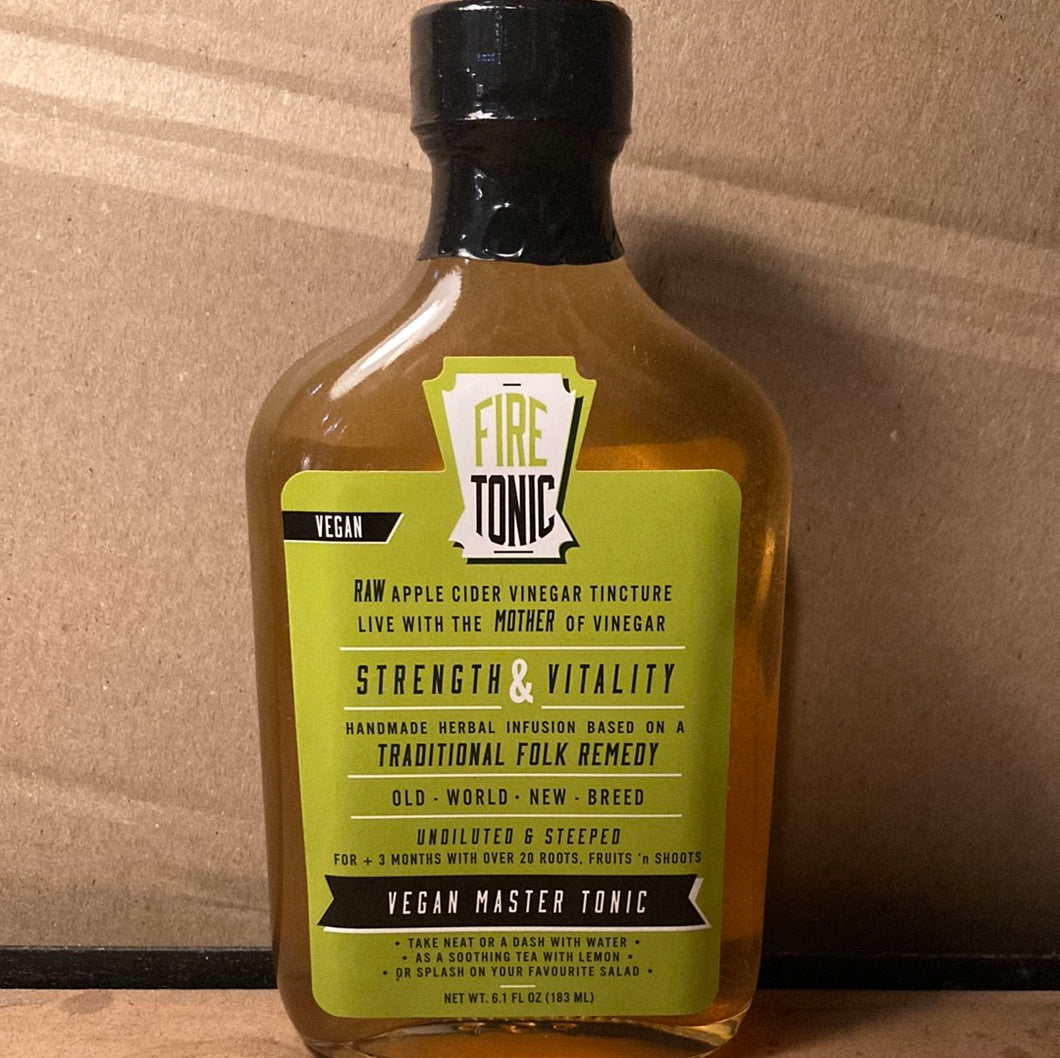 FIRE
TONIC
VEGAN
RAW APPLE CIDER VINEGAR TINCTURE
LIVE WITH THE MOTHER OF VINEGAR
STRENGTH & VITALITY
HANDMADE HERBAL INFUSION BASED ON A
TRADITIONAL FOLK REMEDY
OLD - WORLD - NEW - BREED
UNDILUTED & STEEPED
FOR + 3 MONTHS WITH OVER 20 ROOTS, FRUITS 'n SHOOTS
VEGAN MASTER TONIC
• TAKE NEAT OR A DASH WITH WATER •
• AS A SOOTHING TEA WITH LEMON •
• OR SPLASH ON YOUR FAVOURITE SALAD •
NET WT. 6.1 FL OZ (183 ML)